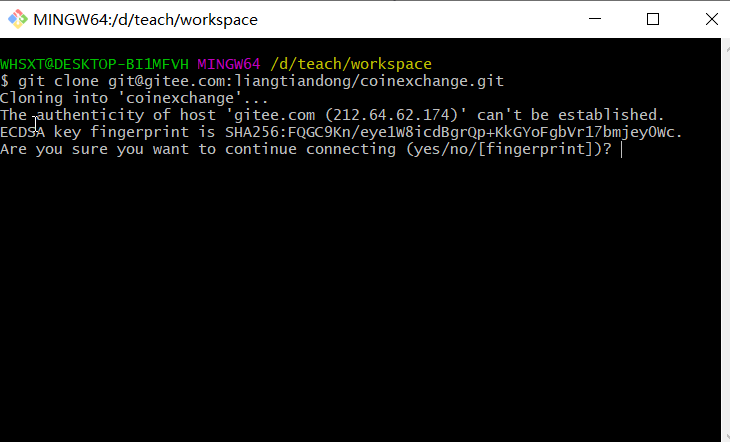 MINGW64:/d/teach/workspace
WHSXT@DESKTOP-BI1MFVH MINGW64 /d/teach/workspace
$ git clone git@gitee.com:liangtiandong/coinexchange.git
Cloning into 'coinexchange'...
The authenticity of host 'gitee.com (212.64.62.174)' can't be established.
ECDSA key fingerprint is SHA256:FQGC9Kn/eye1W8icdBgrQp+KkGYoFgbVr17bmjey0Wc.
Are you sure you want to continue connecting (yes/no/[fingerprint])?